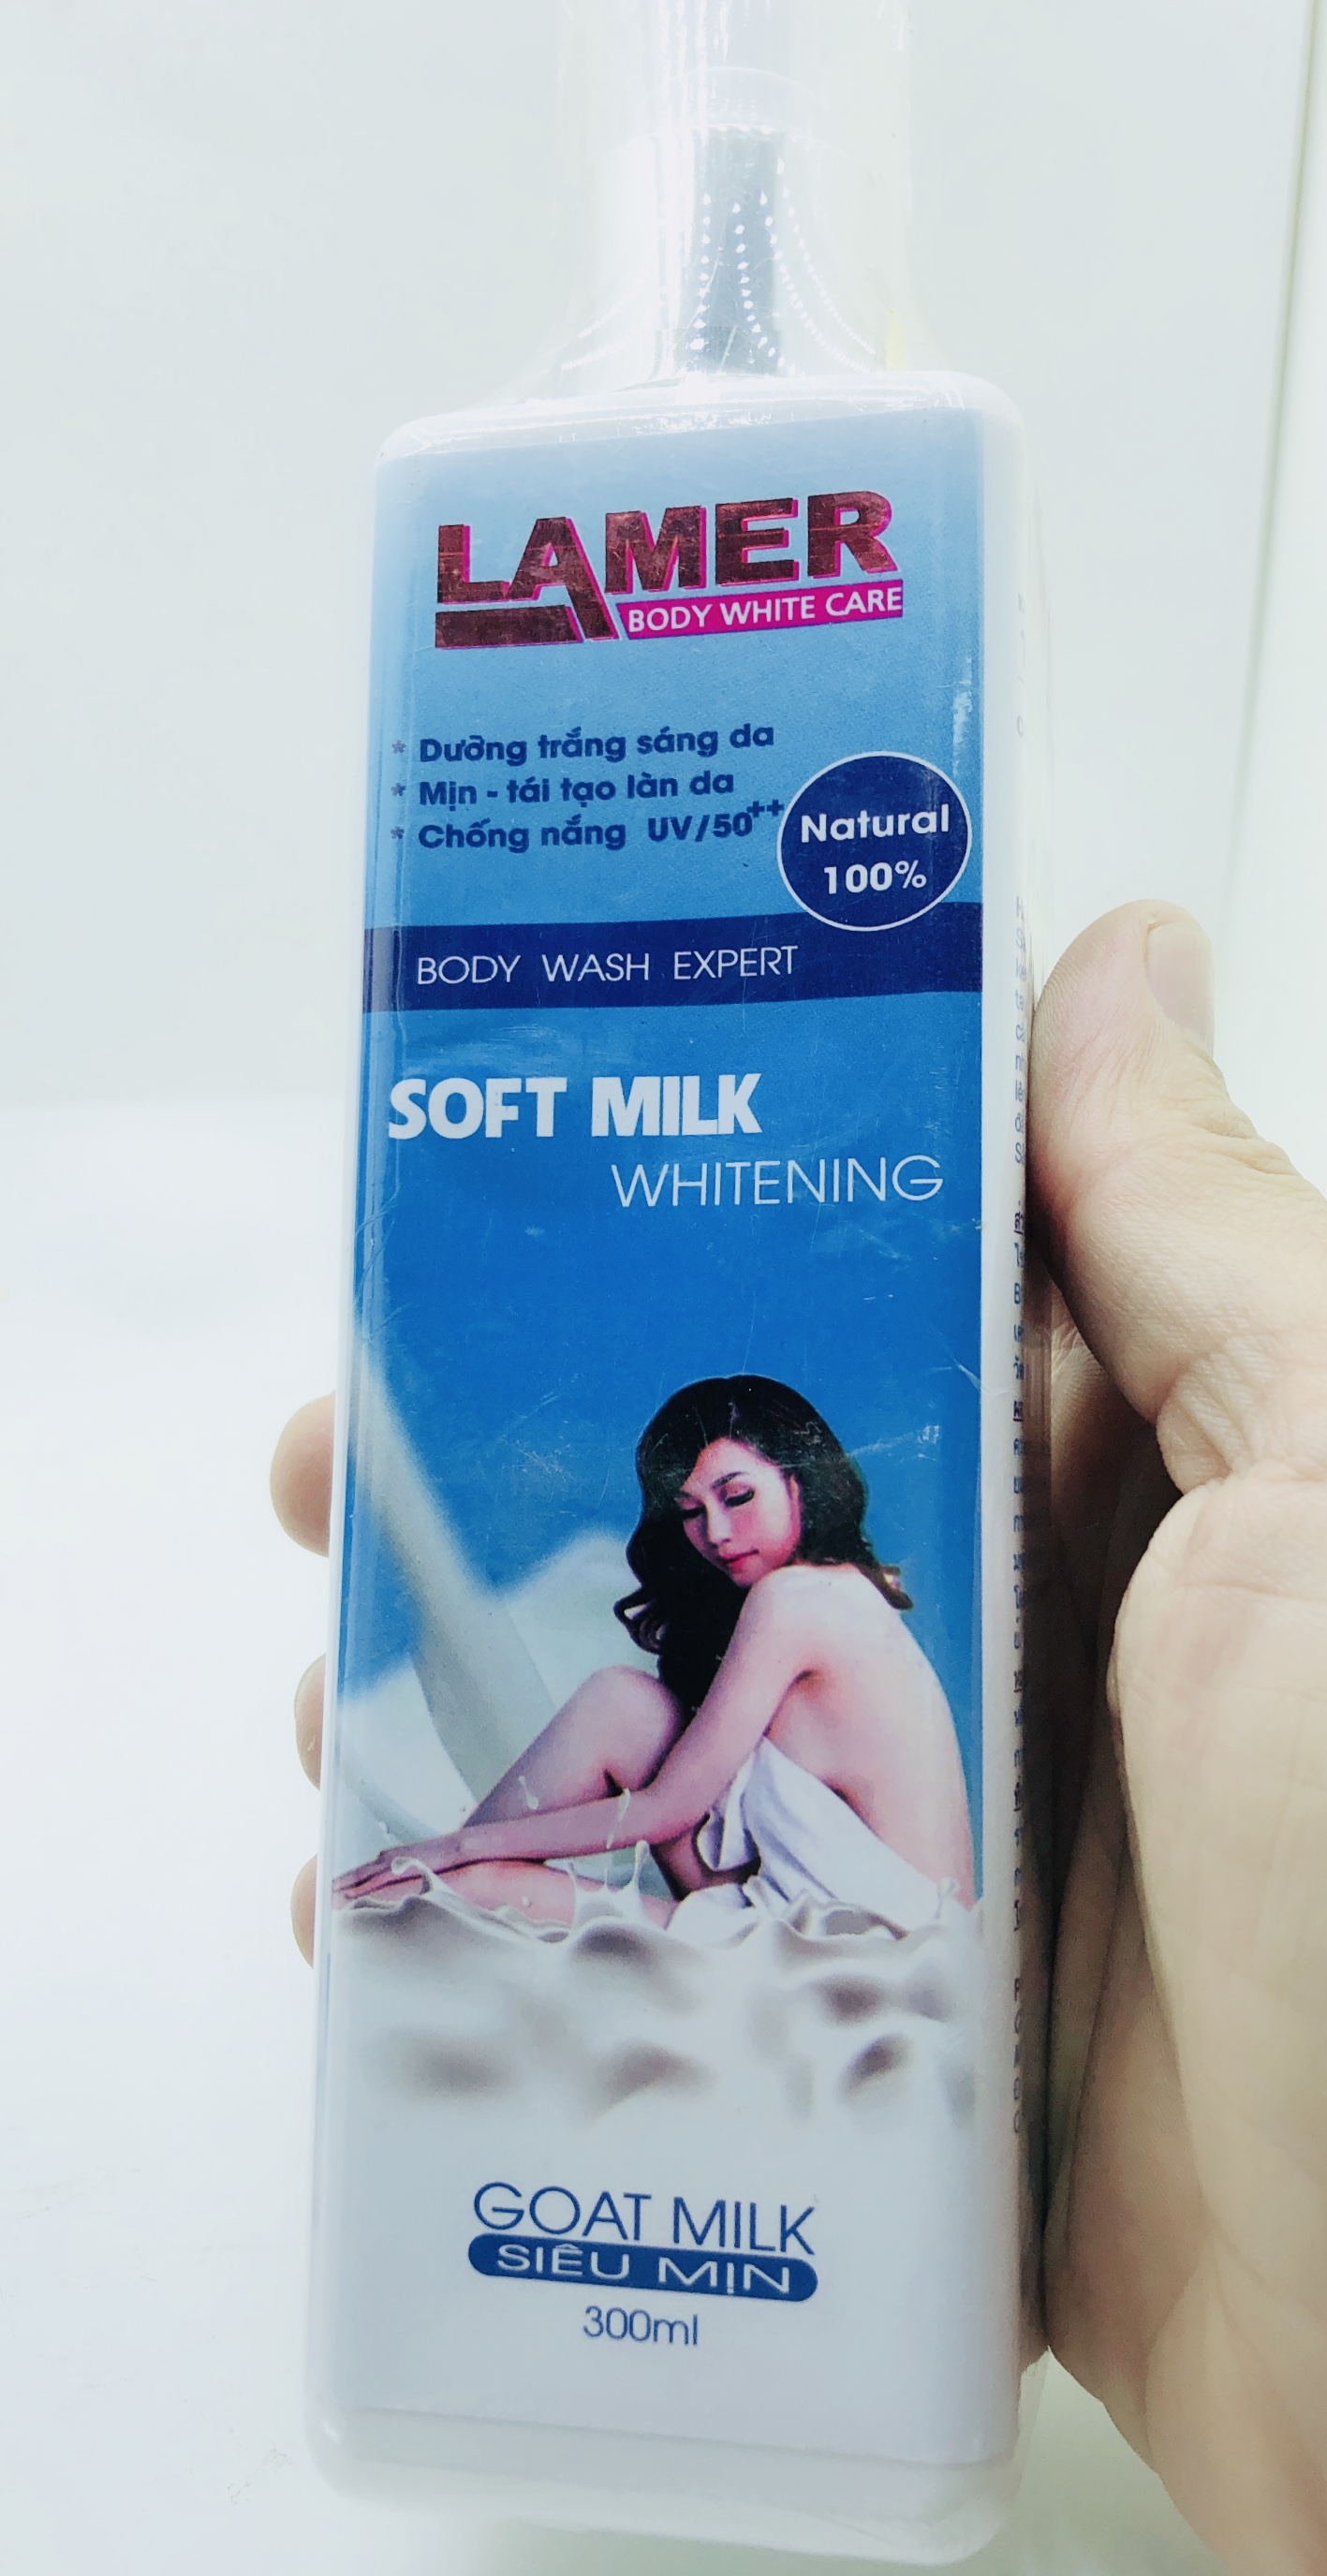 LAMER
BODY WHITE CARE
* Dưỡng trắng sáng da
* Mịn - tái tạo làn da
* Chống nắng UV/50++
Natural
100%
BODY WASH EXPERT
SOFT MILK
WHITENING
GOAT MILK
SIÊU MỊN
300ml